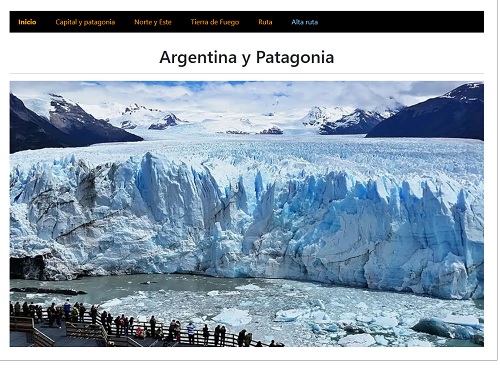 Inicio Capital y patagonia Norte y Este Tierra de Fuego Ruta Alta ruta
Argentina y Patagonia